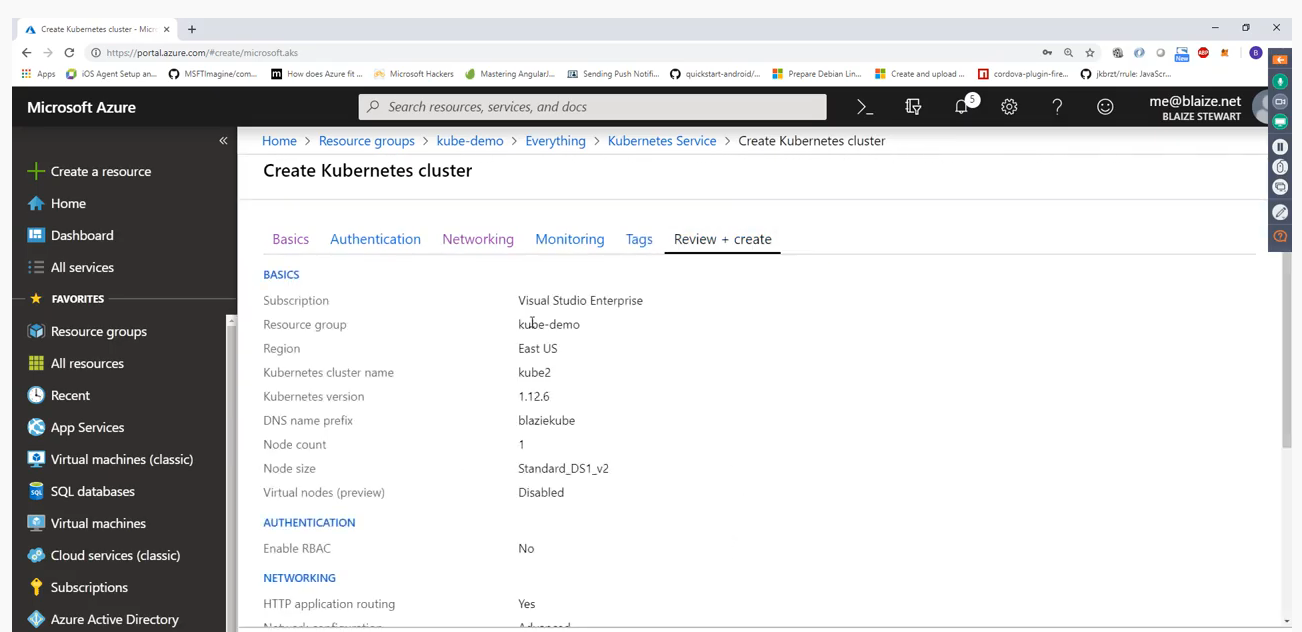 Create Kubernetes cluster - Micr
https://portal.azure.com/#create/microsoft.aks
B
Apps iOS Agent Setup an... MSFTImagine/com... How does Azure fit ... Microsoft Hackers Mastering AngularJ... Sending Push Notifi... quickstart-android/... Prepare Debian Lin... Create and upload ... cordova-plugin-fire... jkbrzt/rrule: JavaScr...
New
ABP
Microsoft Azure
Search resources, services, and docs
5
me@blaize.net
BLAIZE STEWART
Create a resource
Home
Dashboard
All services
FAVORITES
Resource groups
All resources
Recent
App Services
Virtual machines (classic)
SQL databases
Virtual machines
Cloud services (classic)
Subscriptions
Azure Active Directory
Home > Resource groups > kube-demo > Everything > Kubernetes Service > Create Kubernetes cluster
Create Kubernetes cluster
Basics Authentication Networking Monitoring Tags Review + create
BASICS
Subscription Visual Studio Enterprise
Resource group kube-demo
Region East US
Kubernetes cluster name kube2
Kubernetes version 1.12.6
DNS name prefix blaziekube
Node count 1
Node size Standard_DS1_v2
Virtual nodes (preview) Disabled
AUTHENTICATION
Enable RBAC No
NETWORKING
HTTP application routing Yes
Network configuration Advanced